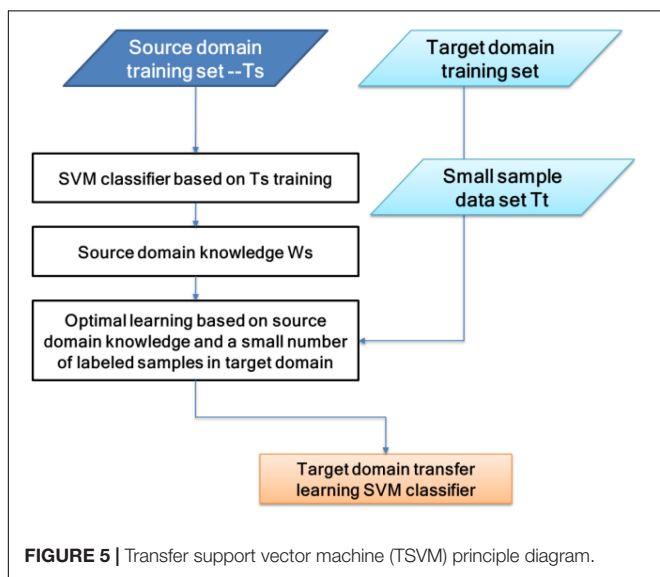 Source domain
training set --Ts
Target domain
training set
SVM classifier based on Ts training
Small sample
data set Tt
Source domain knowledge Ws
Optimal learning based on source
domain knowledge and a small number
of labeled samples in target domain
Target domain transfer
learning SVM classifier
FIGURE 5 | Transfer support vector machine (TSVM) principle diagram.